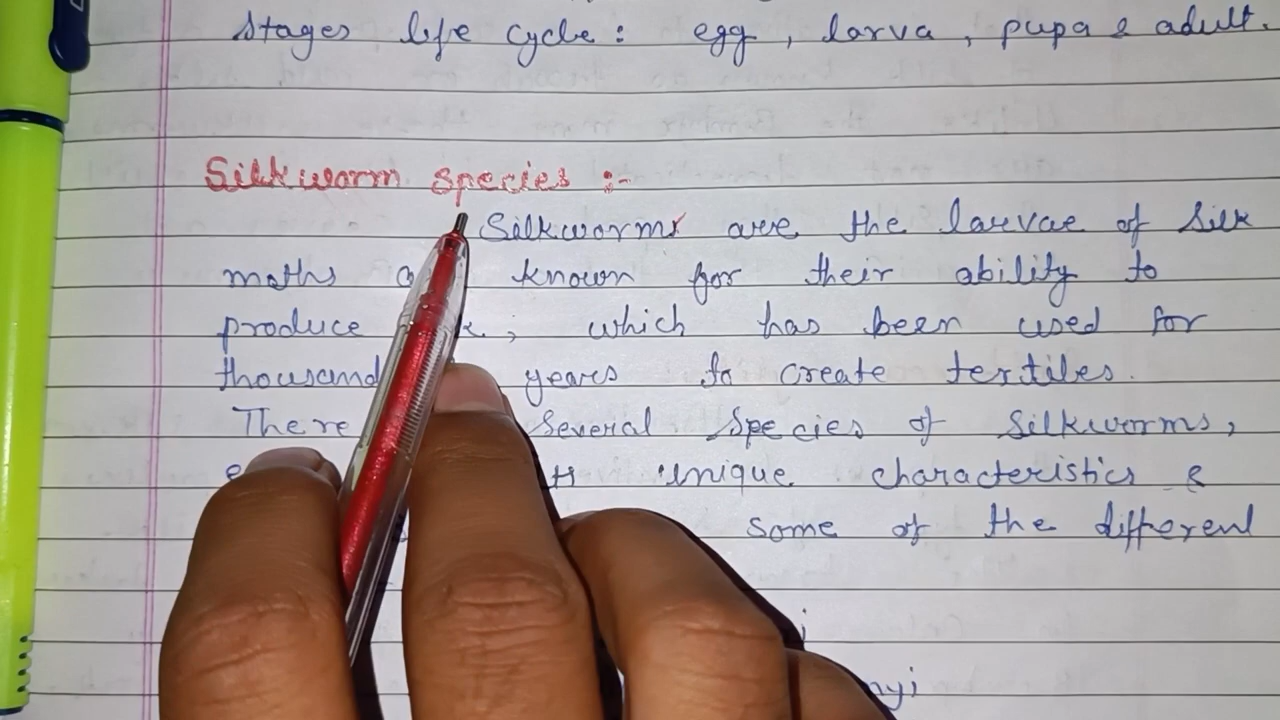 stages life cycle : egg , larva , pupa & adult.
Silkworm species :-
Silkworms are the larvae of silk
moths known for their ability to
produce , which has been used for
thousand years to create textiles.
There several species of silkworms,
unique characteristics &
some of the different